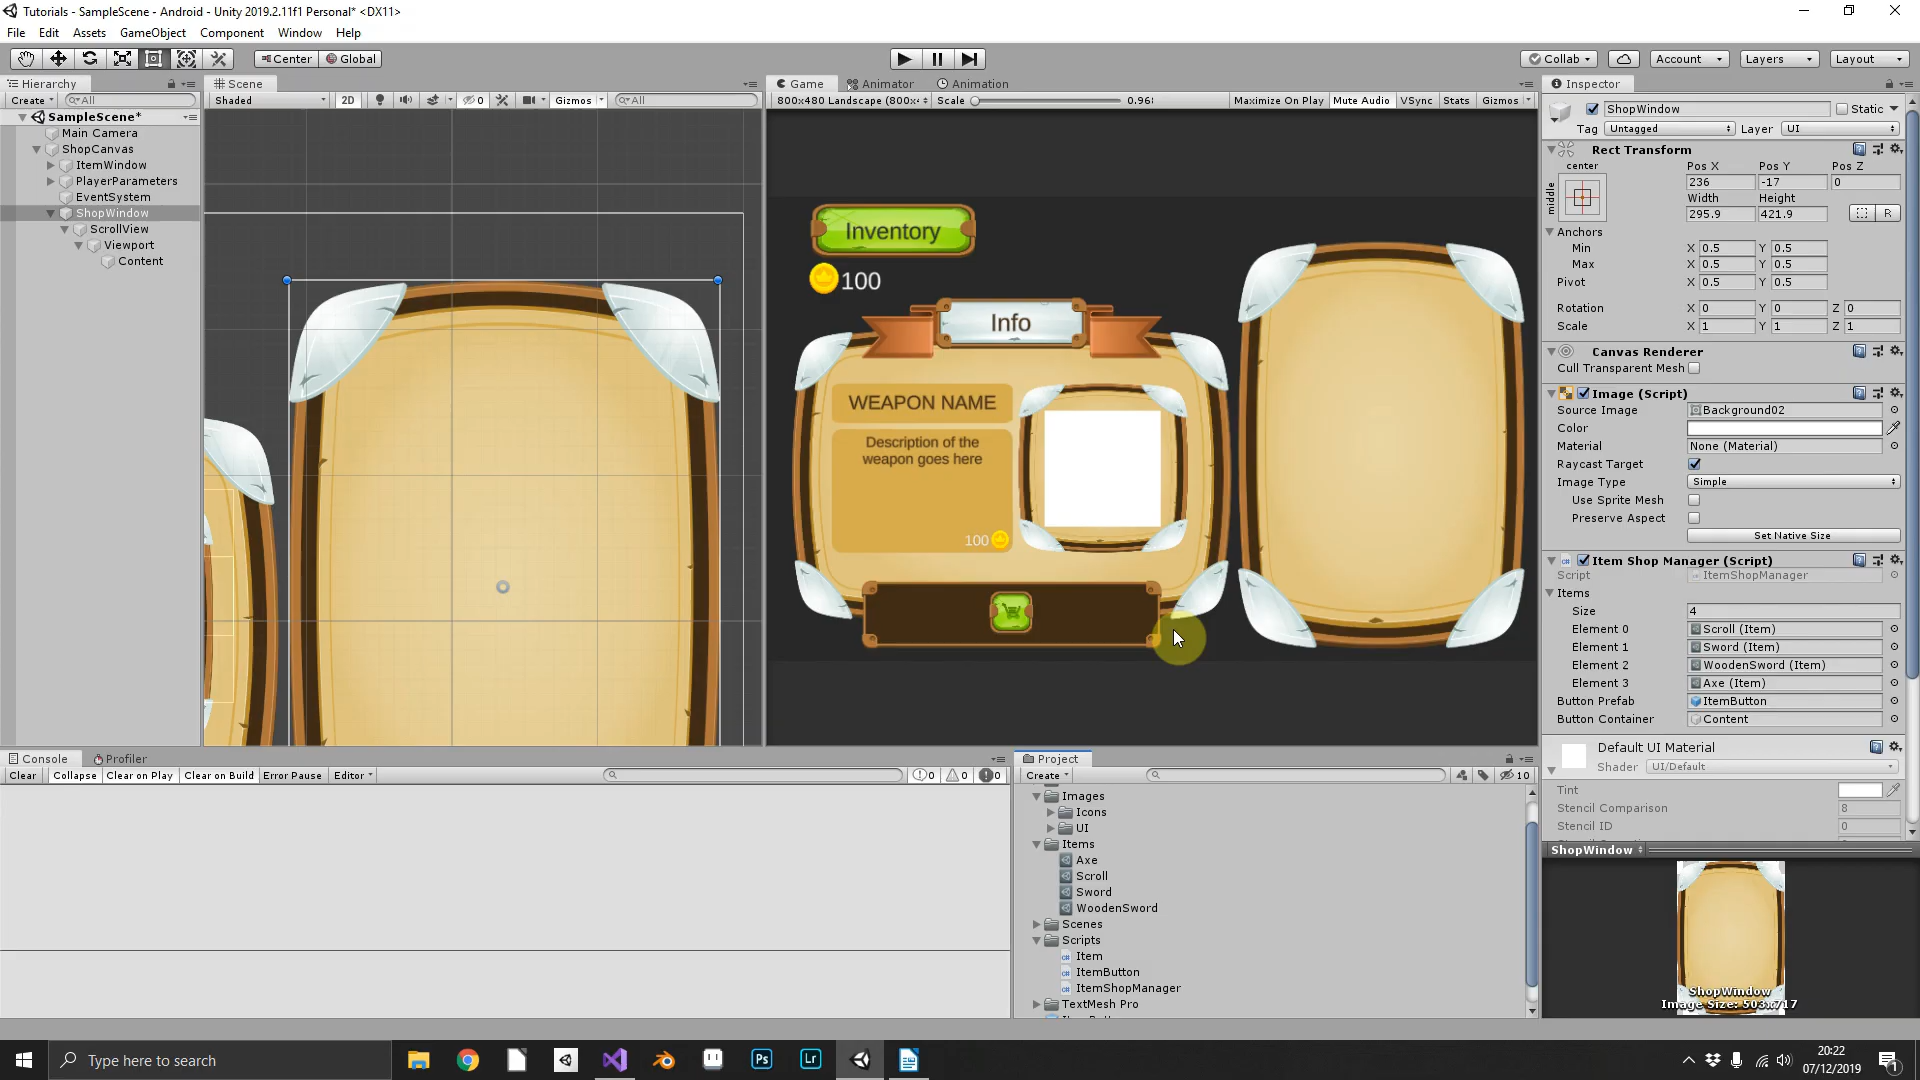 Tutorials - SampleScene - Android - Unity 2019.2.11f1 Personal* <DX11>
File Edit Assets GameObject Component Window Help
Center Global
Collab Account Layers Layout
Hierarchy
Create All
SampleScene*
Main Camera
ShopCanvas
ItemWindow
PlayerParameters
EventSystem
ShopWindow
ScrollView
Viewport
Content
Scene
Shaded 2D 0 Gizmos All
Game Animator Animation
800x480 Landscape (800x Scale 0.96 Maximize On Play Mute Audio VSync Stats Gizmos
Inventory
100
Info
WEAPON NAME
Description of the
weapon goes here
100
Inspector
ShopWindow Static
Tag Untagged Layer UI
Rect Transform
center
middle
Pos X Pos Y Pos Z
236 -17 0
Width Height
295.9 421.9
R
Anchors
Min X 0.5 Y 0.5
Max X 0.5 Y 0.5
Pivot X 0.5 Y 0.5
Rotation X 0 Y 0 Z 0
Scale X 1 Y 1 Z 1
Canvas Renderer
Cull Transparent Mesh
Image (Script)
Source Image Background02
Color
Material None (Material)
Raycast Target
Image Type Simple
Use Sprite Mesh
Preserve Aspect
Set Native Size
Item Shop Manager (Script)
Script ItemShopManager
Items
Size 4
Element 0 Scroll (Item)
Element 1 Sword (Item)
Element 2 WoodenSword (Item)
Element 3 Axe (Item)
Button Prefab ItemButton
Button Container Content
Default UI Material
Shader UI/Default
Tint
Stencil Comparison 8
Stencil ID 0
ShopWindow
ShopWindow
Image Size: 503x717
Console Profiler
Clear Collapse Clear on Play Clear on Build Error Pause Editor
0 0 0
Project
Create 10
Images
Icons
UI
Items
Axe
Scroll
Sword
WoodenSword
Scenes
Scripts
Item
ItemButton
ItemShopManager
TextMesh Pro
Type here to search
Ps
Lr
20:22
07/12/2019
1